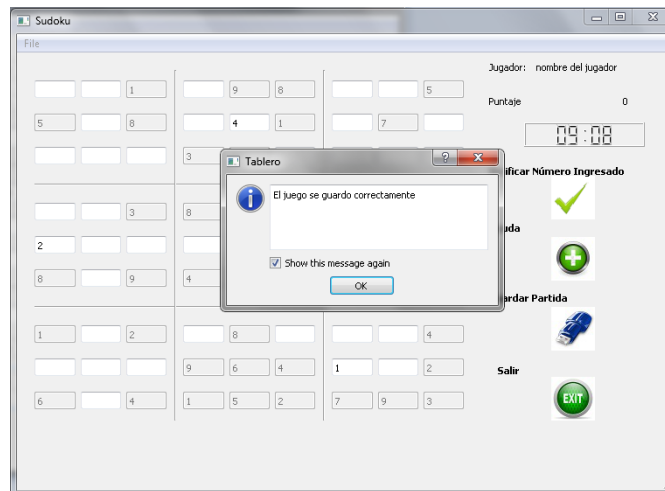 Sudoku
File
Jugador: nombre del jugador
1 9 8 5
Puntaje 0
5 8 4 1 7
09:08
3
Tablero
ificar Número Ingresado
El juego se guardo correctamente
3 8
uda
2
Show this message again
8 9 4
OK
ardar Partida
1 2 8 4
9 6 4 1 2
Salir
6 4 1 5 2 7 9 3
EXIT